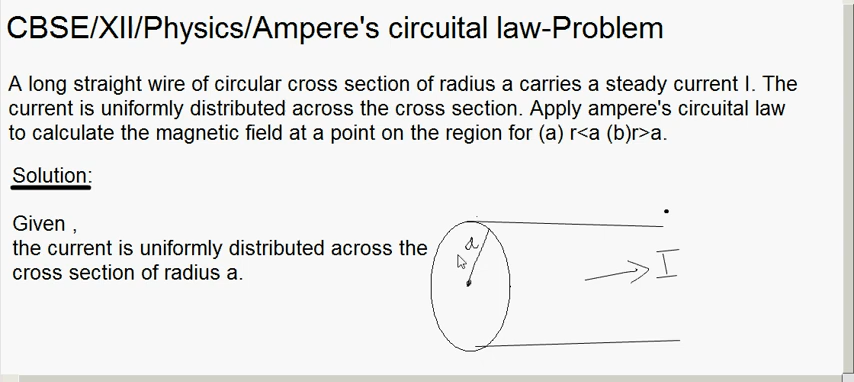 CBSE/XII/Physics/Ampere's circuital law-Problem
A long straight wire of circular cross section of radius a carries a steady current I. The
current is uniformly distributed across the cross section. Apply ampere's circuital law
to calculate the magnetic field at a point on the region for (a) r<a (b)r>a.
Solution:
Given ,
the current is uniformly distributed across the
cross section of radius a.
a
I